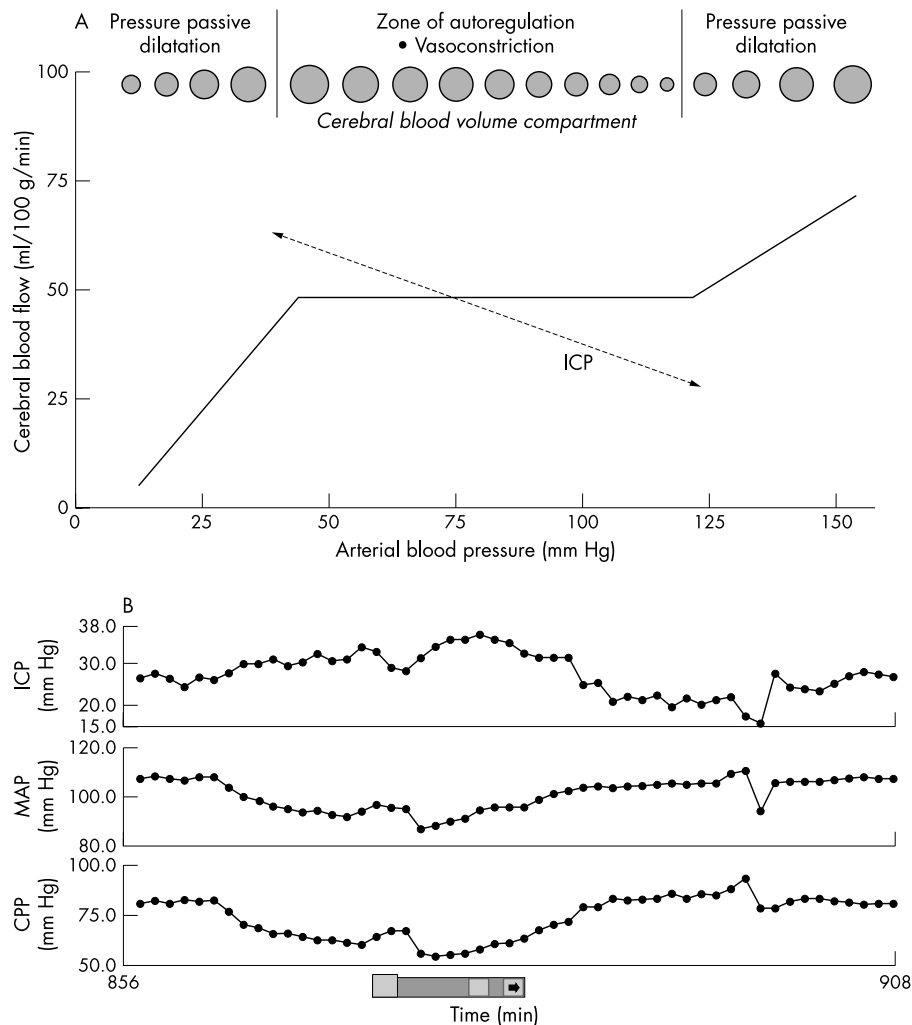 A
Pressure passive
dilatation
Zone of autoregulation
• Vasoconstriction
Pressure passive
dilatation
Cerebral blood volume compartment
Cerebral blood flow (ml/100 g/min)
100
75
50
25
0
ICP
0 25 50 75 100 125 150
Arterial blood pressure (mm Hg)
B
ICP
(mm Hg)
38.0
30.0
20.0
15.0
MAP
(mm Hg)
120.0
100.0
80.0
CPP
(mm Hg)
100.0
75.0
50.0
856 908
Time (min)